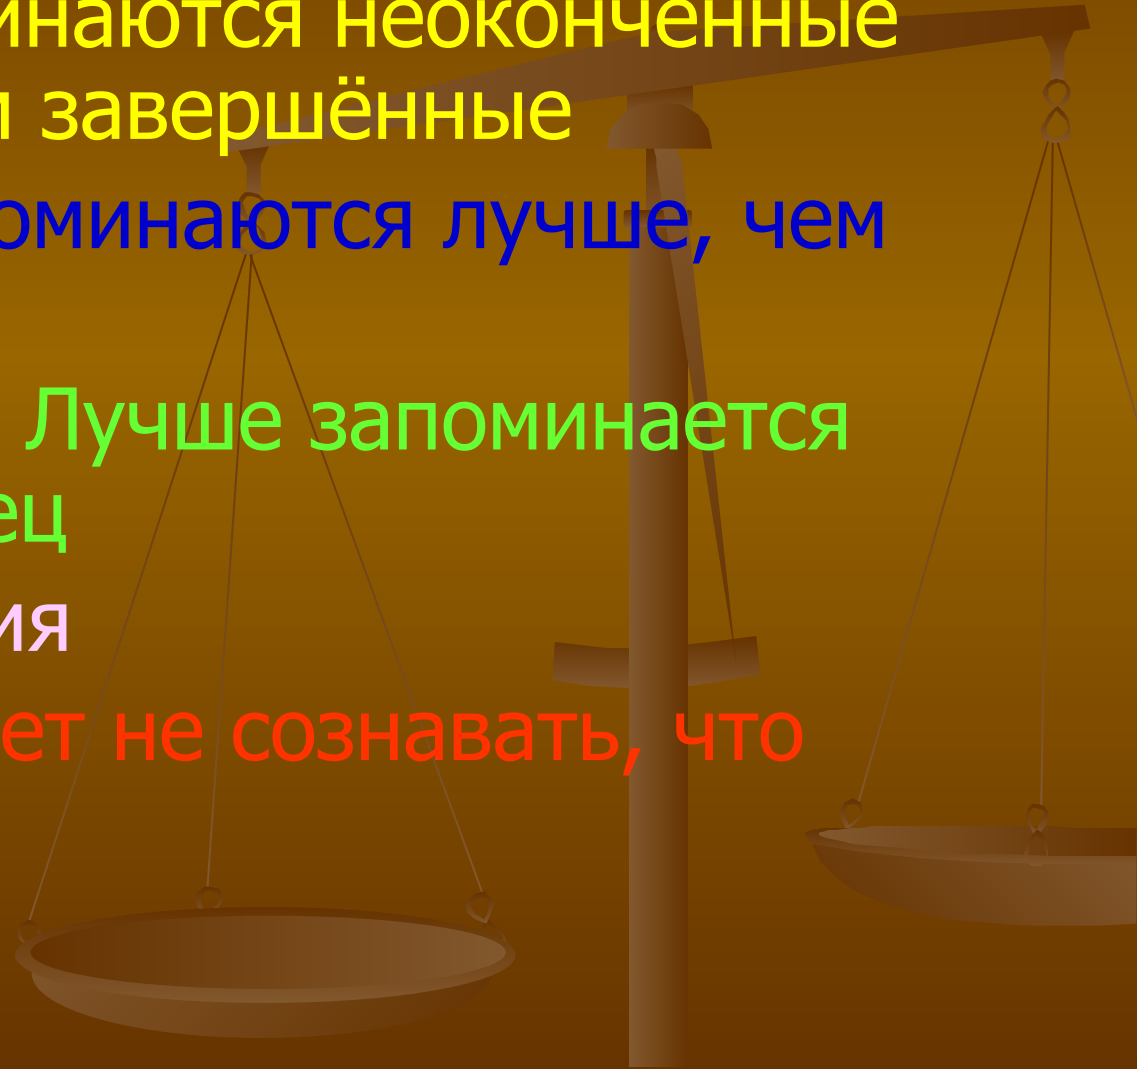 инаются неоконченные
и завершённые
оминаются лучше, чем
Лучше запоминается
ец
ия
ет не сознавать, что